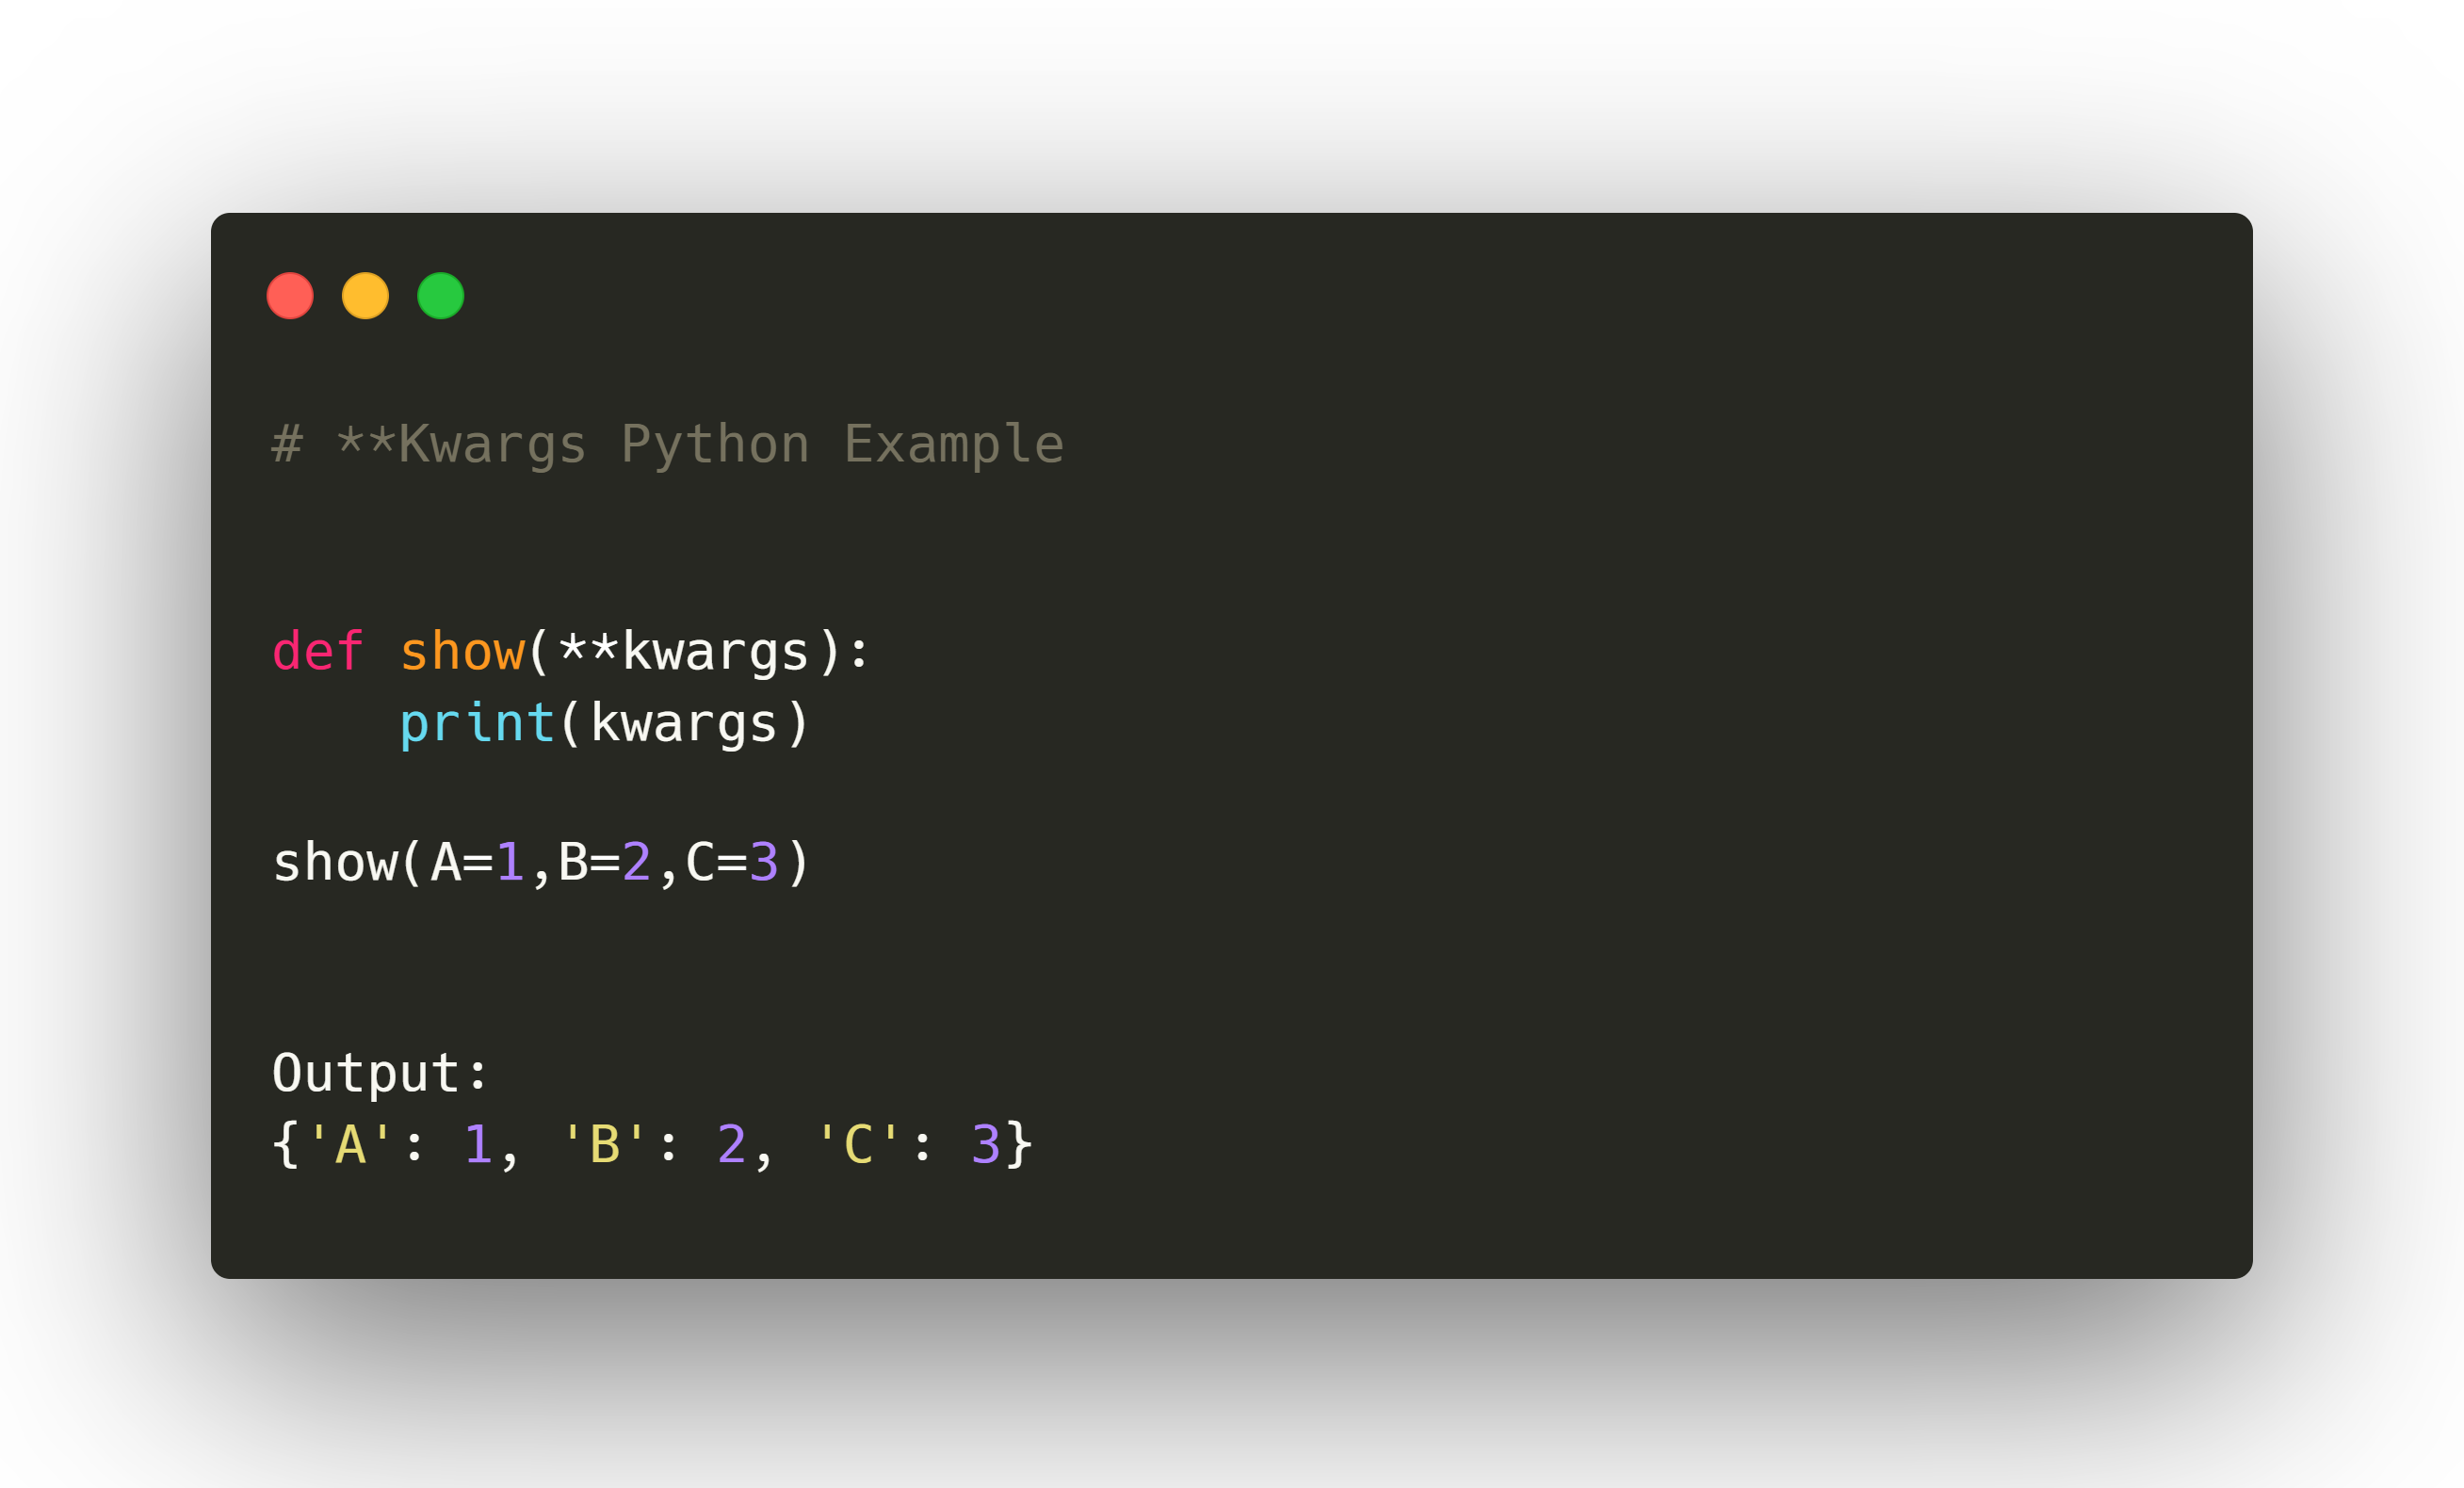 # **Kwargs Python Example
def show(**kwargs):
    print(kwargs)
show(A=1,B=2,C=3)
Output:
{'A': 1, 'B': 2, 'C': 3}